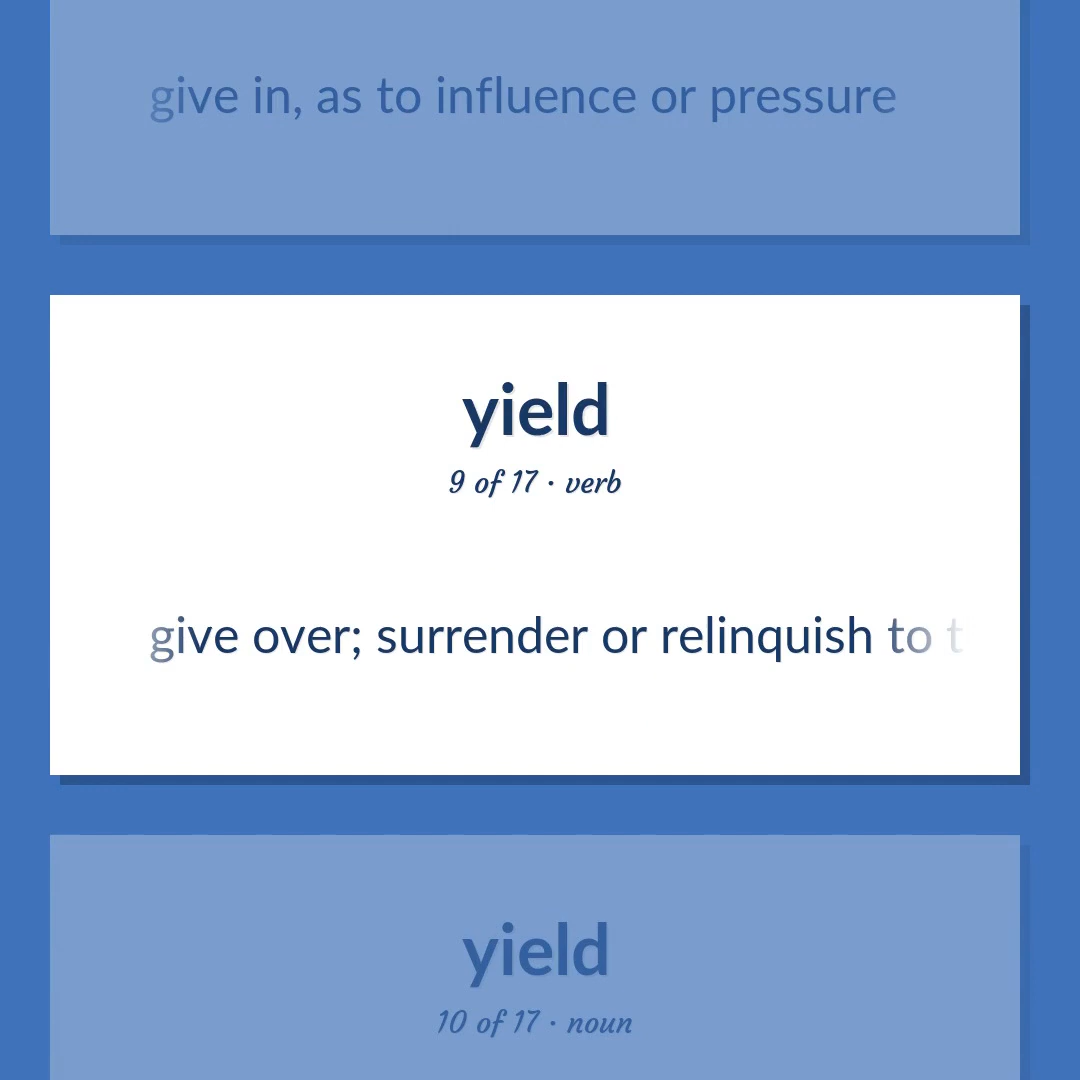 give in, as to influence or pressure
yield
9 of 17 · verb
give over; surrender or relinquish to t
yield
10 of 17 · noun